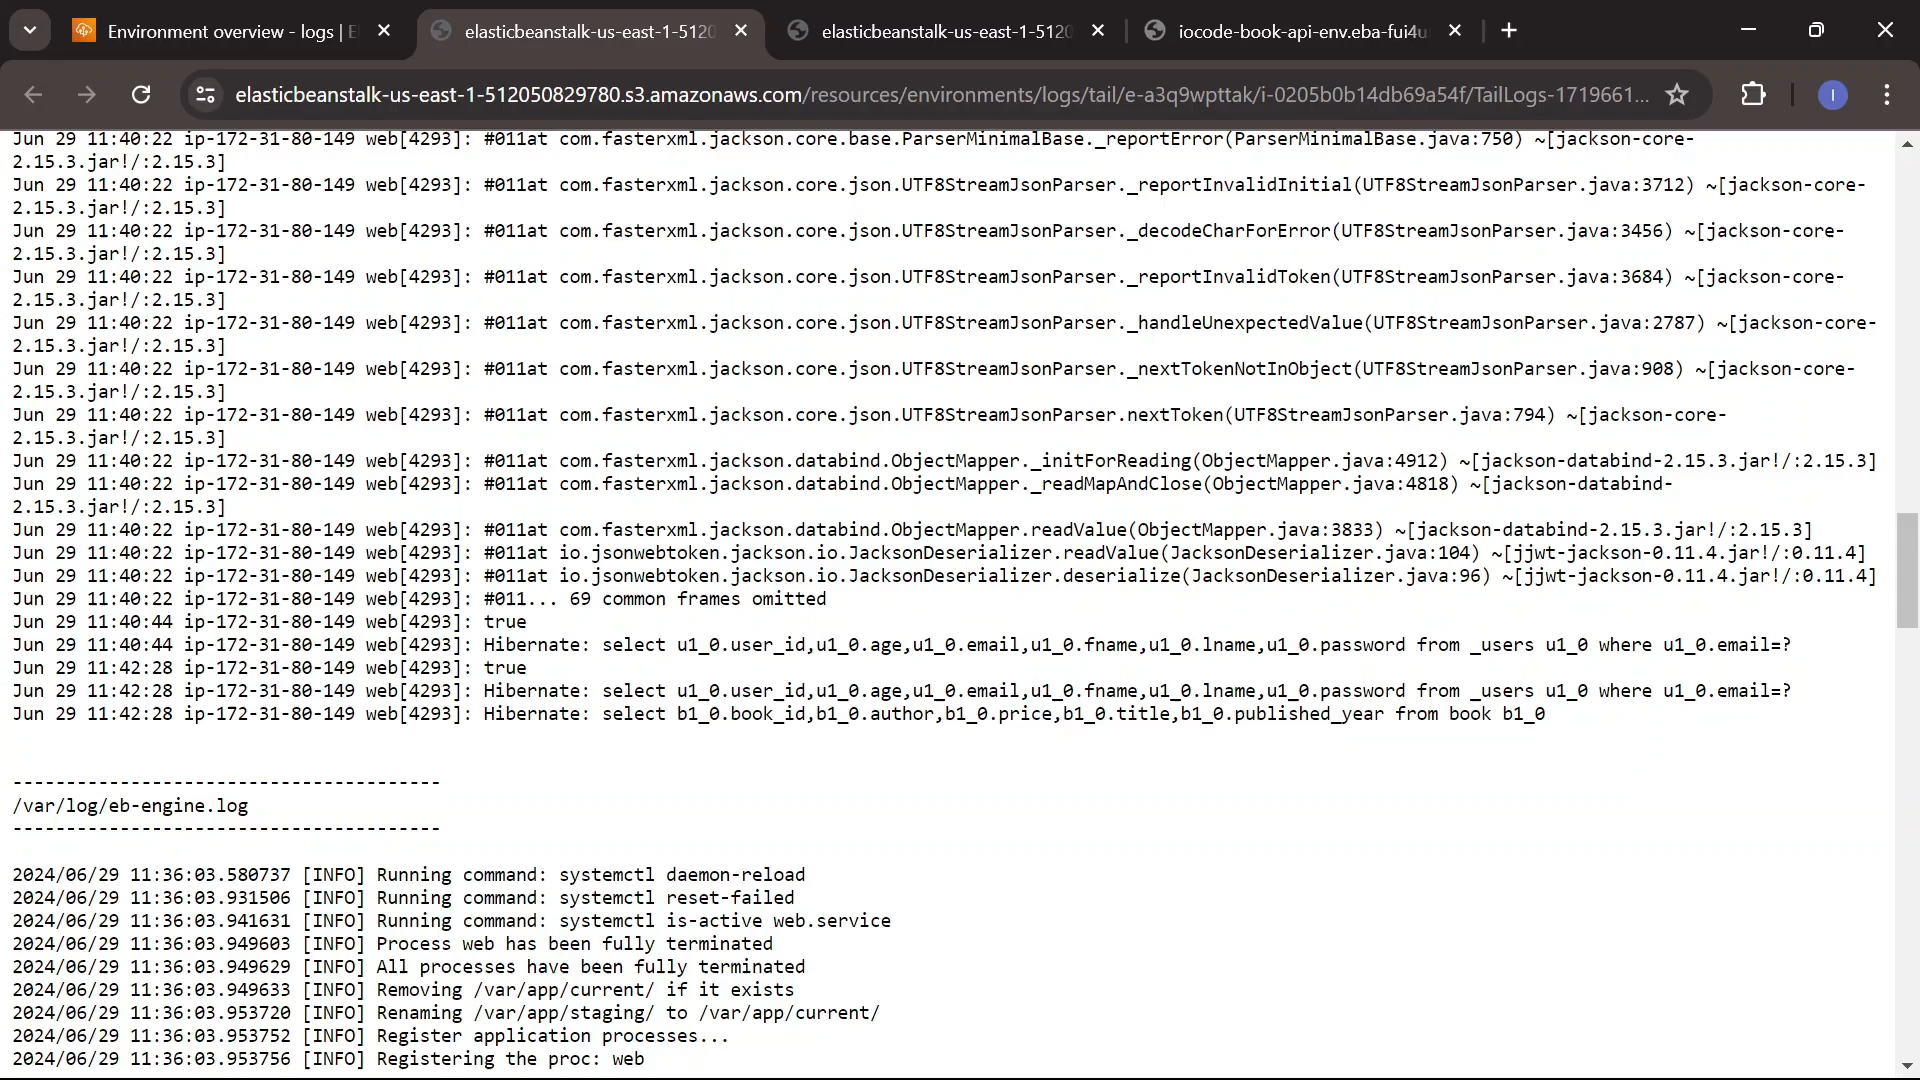 Environment overview - logs | E
elasticbeanstalk-us-east-1-5120
elasticbeanstalk-us-east-1-5120
iocode-book-api-env.eba-fui4u
elasticbeanstalk-us-east-1-512050829780.s3.amazonaws.com/resources/environments/logs/tail/e-a3q9wpttak/i-0205b0b14db69a54f/TailLogs-1719661...
I
Jun 29 11:40:22 ip-172-31-80-149 web[4293]: #011at com.fasterxml.jackson.core.base.ParserMinimalBase._reportError(ParserMinimalBase.java:750) ~[jackson-core-
2.15.3.jar!/:2.15.3]
Jun 29 11:40:22 ip-172-31-80-149 web[4293]: #011at com.fasterxml.jackson.core.json.UTF8StreamJsonParser._reportInvalidInitial(UTF8StreamJsonParser.java:3712) ~[jackson-core-
2.15.3.jar!/:2.15.3]
Jun 29 11:40:22 ip-172-31-80-149 web[4293]: #011at com.fasterxml.jackson.core.json.UTF8StreamJsonParser._decodeCharForError(UTF8StreamJsonParser.java:3456) ~[jackson-core-
2.15.3.jar!/:2.15.3]
Jun 29 11:40:22 ip-172-31-80-149 web[4293]: #011at com.fasterxml.jackson.core.json.UTF8StreamJsonParser._reportInvalidToken(UTF8StreamJsonParser.java:3684) ~[jackson-core-
2.15.3.jar!/:2.15.3]
Jun 29 11:40:22 ip-172-31-80-149 web[4293]: #011at com.fasterxml.jackson.core.json.UTF8StreamJsonParser._handleUnexpectedValue(UTF8StreamJsonParser.java:2787) ~[jackson-core-
2.15.3.jar!/:2.15.3]
Jun 29 11:40:22 ip-172-31-80-149 web[4293]: #011at com.fasterxml.jackson.core.json.UTF8StreamJsonParser._nextTokenNotInObject(UTF8StreamJsonParser.java:908) ~[jackson-core-
2.15.3.jar!/:2.15.3]
Jun 29 11:40:22 ip-172-31-80-149 web[4293]: #011at com.fasterxml.jackson.core.json.UTF8StreamJsonParser.nextToken(UTF8StreamJsonParser.java:794) ~[jackson-core-
2.15.3.jar!/:2.15.3]
Jun 29 11:40:22 ip-172-31-80-149 web[4293]: #011at com.fasterxml.jackson.databind.ObjectMapper._initForReading(ObjectMapper.java:4912) ~[jackson-databind-2.15.3.jar!/:2.15.3]
Jun 29 11:40:22 ip-172-31-80-149 web[4293]: #011at com.fasterxml.jackson.databind.ObjectMapper._readMapAndClose(ObjectMapper.java:4818) ~[jackson-databind-
2.15.3.jar!/:2.15.3]
Jun 29 11:40:22 ip-172-31-80-149 web[4293]: #011at com.fasterxml.jackson.databind.ObjectMapper.readValue(ObjectMapper.java:3833) ~[jackson-databind-2.15.3.jar!/:2.15.3]
Jun 29 11:40:22 ip-172-31-80-149 web[4293]: #011at io.jsonwebtoken.jackson.io.JacksonDeserializer.readValue(JacksonDeserializer.java:104) ~[jjwt-jackson-0.11.4.jar!/:0.11.4]
Jun 29 11:40:22 ip-172-31-80-149 web[4293]: #011at io.jsonwebtoken.jackson.io.JacksonDeserializer.deserialize(JacksonDeserializer.java:96) ~[jjwt-jackson-0.11.4.jar!/:0.11.4]
Jun 29 11:40:22 ip-172-31-80-149 web[4293]: #011... 69 common frames omitted
Jun 29 11:40:44 ip-172-31-80-149 web[4293]: true
Jun 29 11:40:44 ip-172-31-80-149 web[4293]: Hibernate: select u1_0.user_id,u1_0.age,u1_0.email,u1_0.fname,u1_0.lname,u1_0.password from _users u1_0 where u1_0.email=?
Jun 29 11:42:28 ip-172-31-80-149 web[4293]: true
Jun 29 11:42:28 ip-172-31-80-149 web[4293]: Hibernate: select u1_0.user_id,u1_0.age,u1_0.email,u1_0.fname,u1_0.lname,u1_0.password from _users u1_0 where u1_0.email=?
Jun 29 11:42:28 ip-172-31-80-149 web[4293]: Hibernate: select b1_0.book_id,b1_0.author,b1_0.price,b1_0.title,b1_0.published_year from book b1_0
----------------------------------------
/var/log/eb-engine.log
----------------------------------------
2024/06/29 11:36:03.580737 [INFO] Running command: systemctl daemon-reload
2024/06/29 11:36:03.931506 [INFO] Running command: systemctl reset-failed
2024/06/29 11:36:03.941631 [INFO] Running command: systemctl is-active web.service
2024/06/29 11:36:03.949603 [INFO] Process web has been fully terminated
2024/06/29 11:36:03.949629 [INFO] All processes have been fully terminated
2024/06/29 11:36:03.949633 [INFO] Removing /var/app/current/ if it exists
2024/06/29 11:36:03.953720 [INFO] Renaming /var/app/staging/ to /var/app/current/
2024/06/29 11:36:03.953752 [INFO] Register application processes...
2024/06/29 11:36:03.953756 [INFO] Registering the proc: web